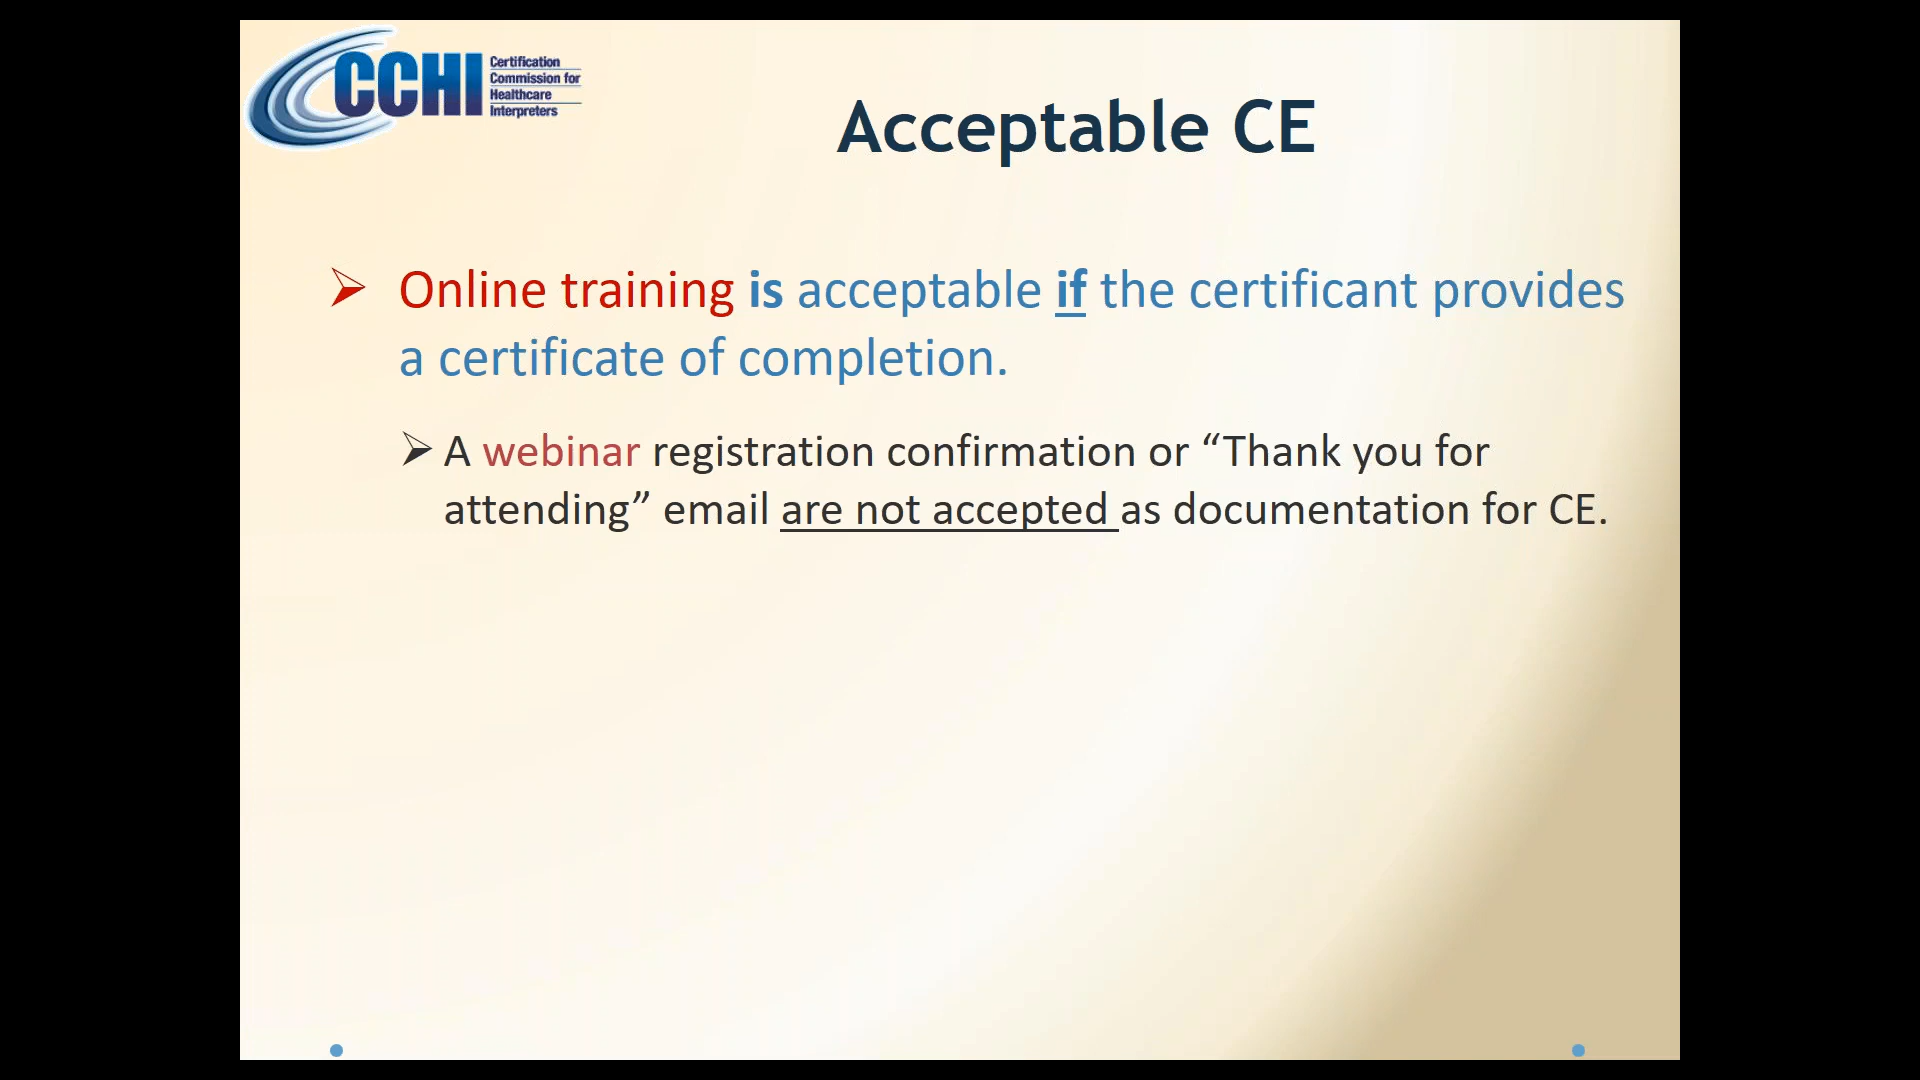 CCHI
Certification
Commission for
Healthcare
Interpreters
Acceptable CE
Online training is acceptable if the certificant provides
a certificate of completion.
A webinar registration confirmation or “Thank you for
attending” email are not accepted as documentation for CE.